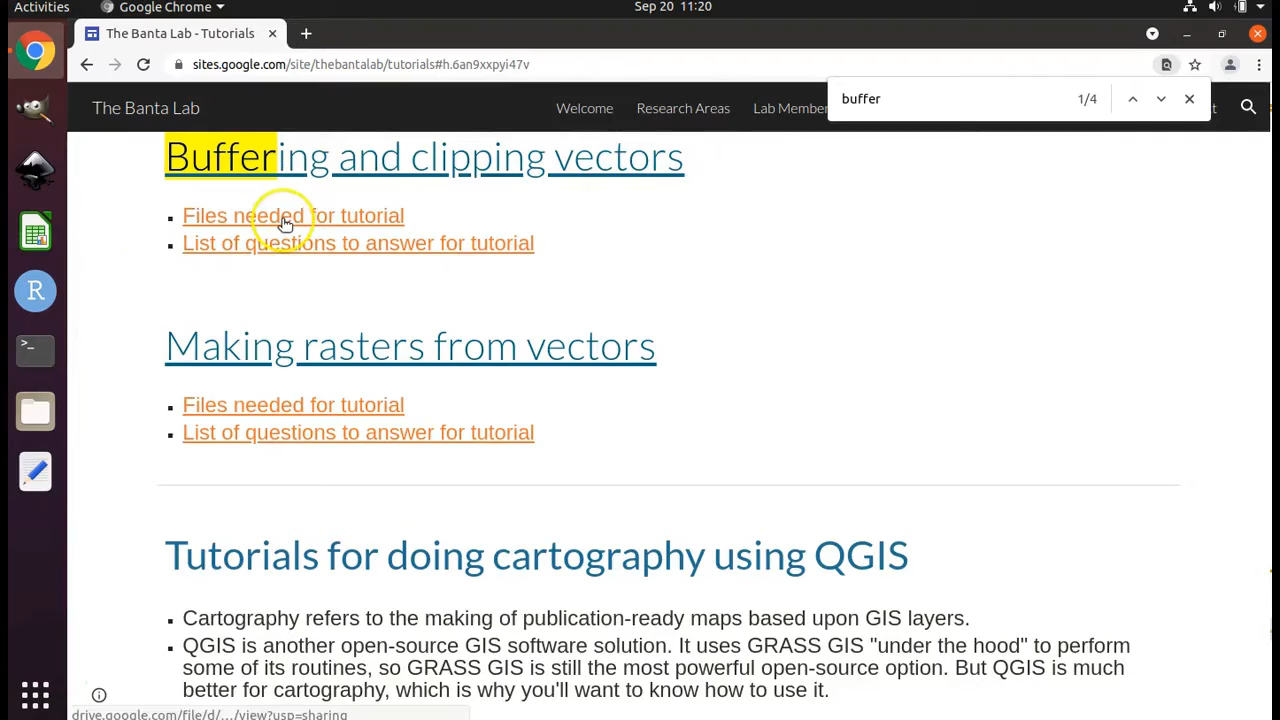 Activities
Google Chrome
Sep 20 11:20
The Banta Lab - Tutorials
sites.google.com/site/thebantalab/tutorials#h.6an9xxpyi47v
buffer
1/4
The Banta Lab
Welcome
Research Areas
Lab Member
t
Buffering and clipping vectors
Files needed for tutorial
List of questions to answer for tutorial
Making rasters from vectors
Files needed for tutorial
List of questions to answer for tutorial
Tutorials for doing cartography using QGIS
Cartography refers to the making of publication-ready maps based upon GIS layers.
QGIS is another open-source GIS software solution. It uses GRASS GIS "under the hood" to perform
some of its routines, so GRASS GIS is still the most powerful open-source option. But QGIS is much
better for cartography, which is why you'll want to know how to use it.
drive.google.com/file/d/.../view?usp=sharing
R
>_